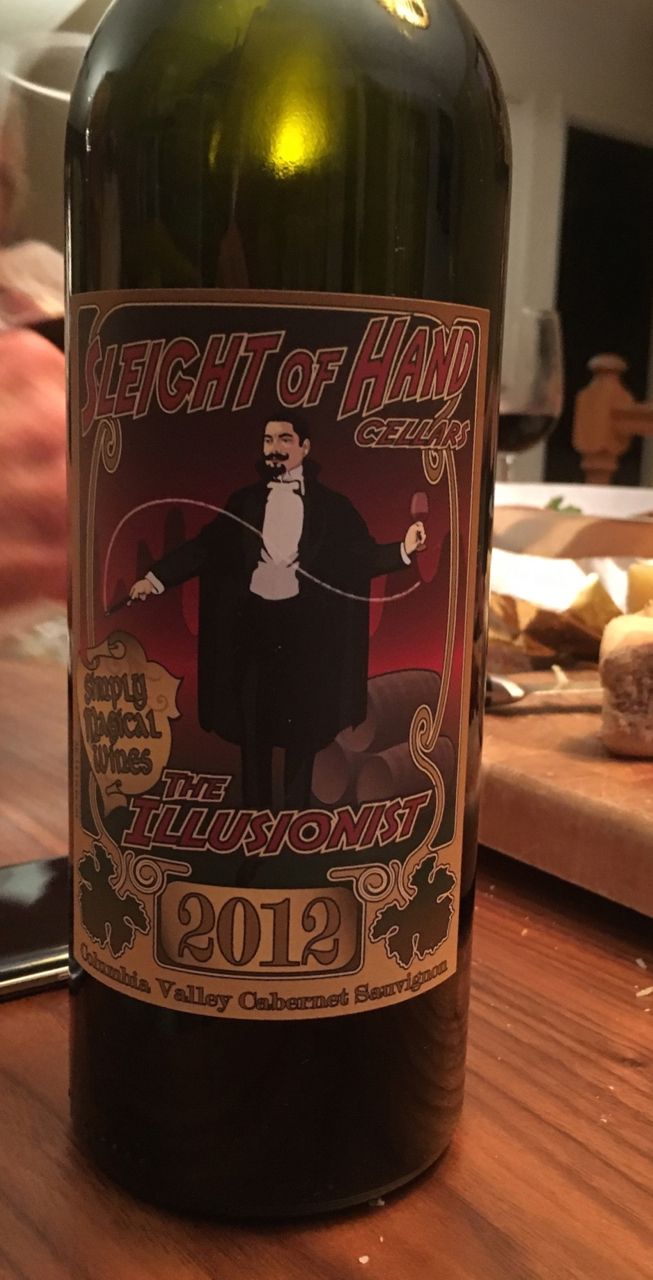 SLEIGHT OF HAND
CELLARS
Simply
Magical
Wines
THE
ILLUSIONIST
2012
Columbia Valley Cabernet Sauvignon